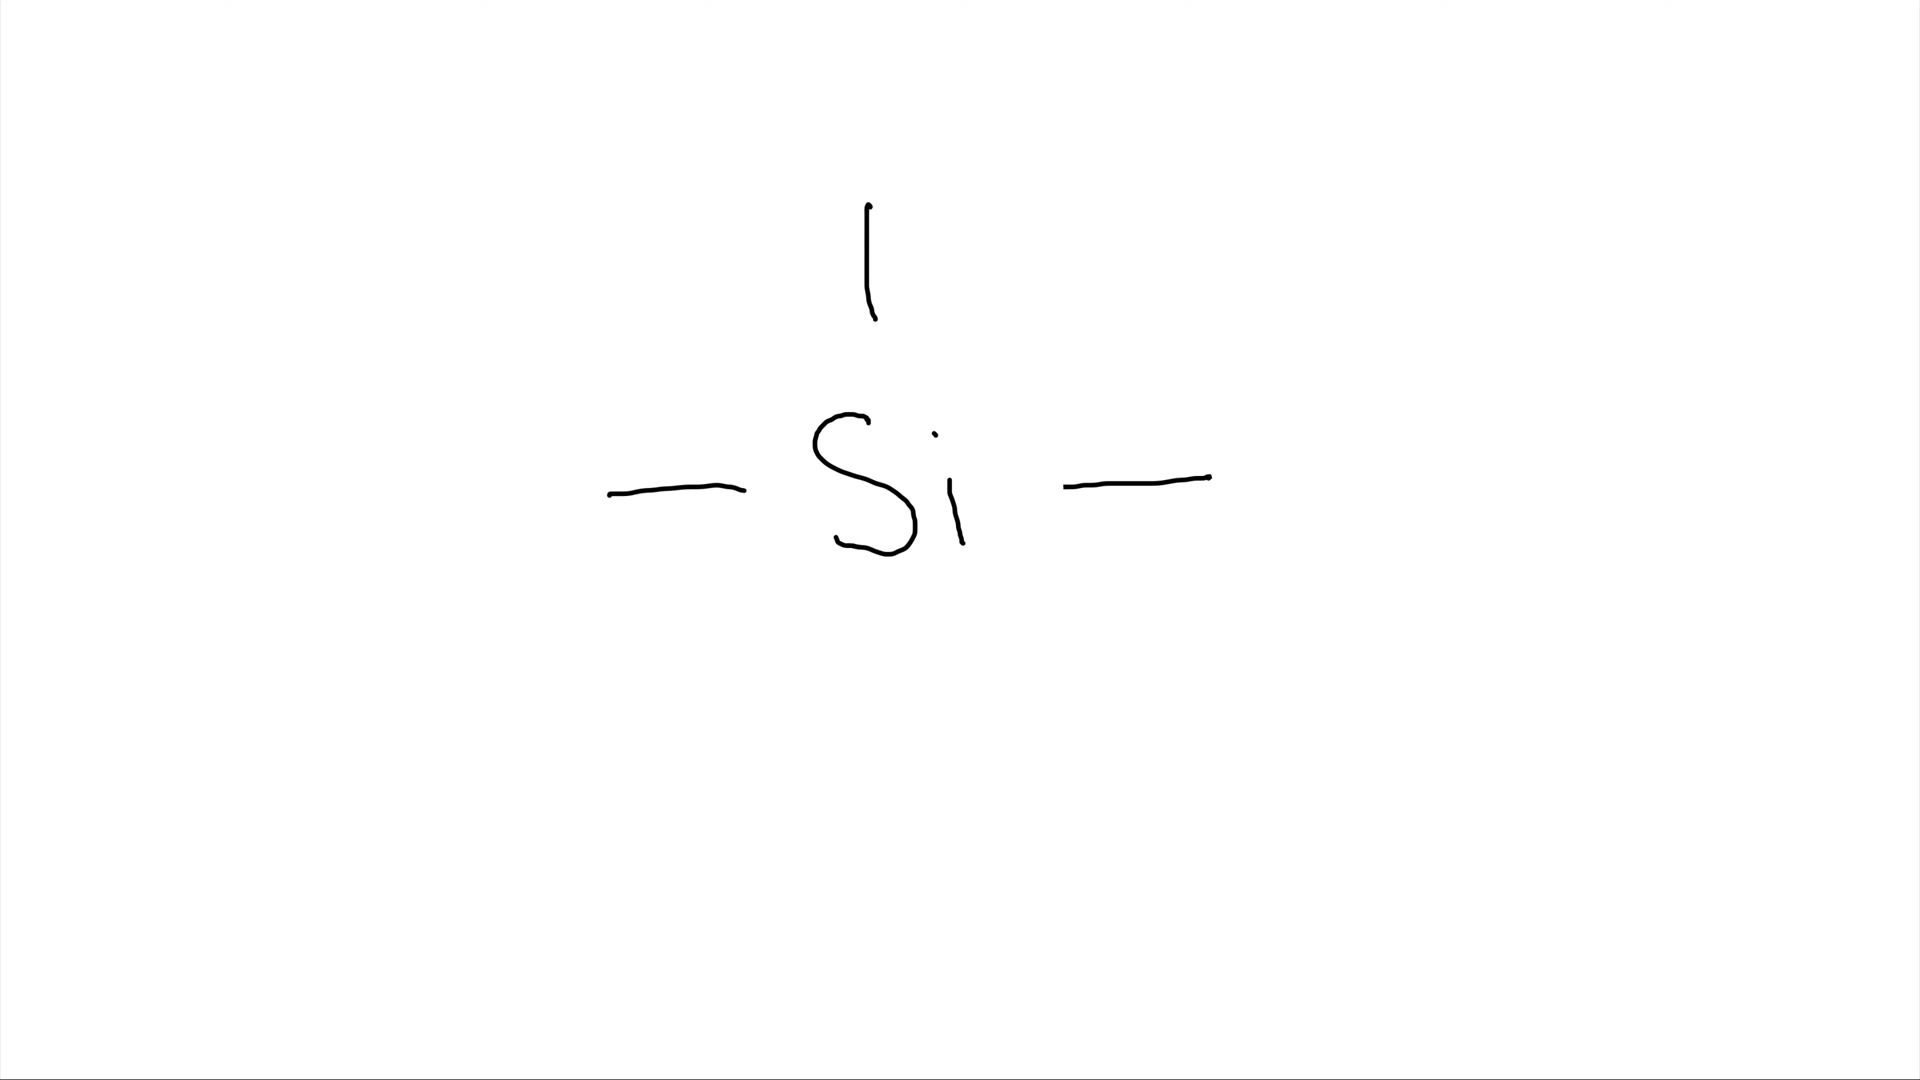 |
— Si —